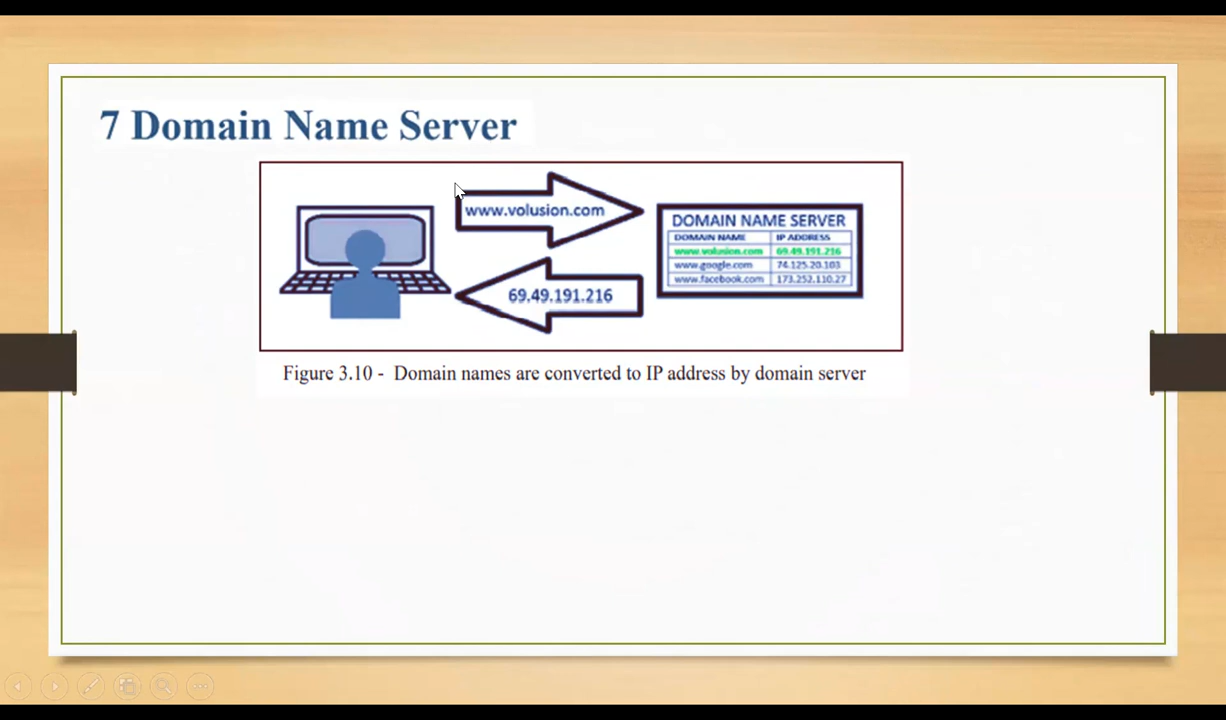 7 Domain Name Server
www.volusion.com
69.49.191.216
DOMAIN NAME SERVER
DOMAIN NAME IP ADDRESS
www.volusion.com 69.49.191.216
www.google.com 74.125.20.103
www.facebook.com 173.252.110.27
Figure 3.10 - Domain names are converted to IP address by domain server